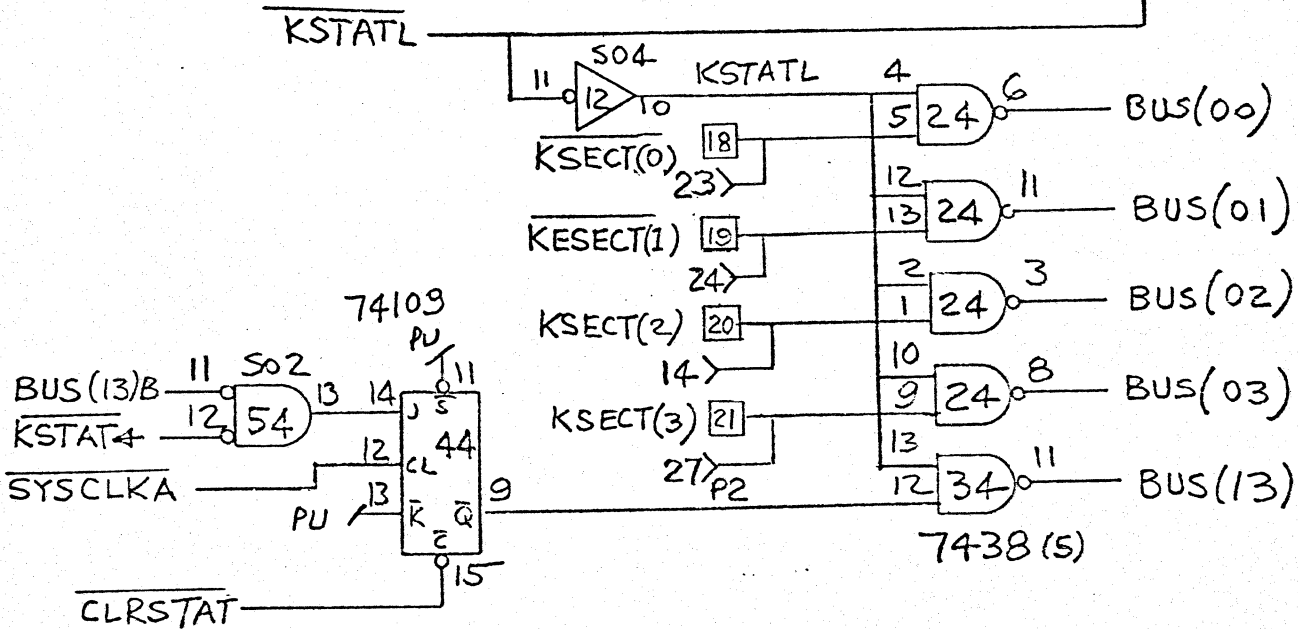 KSTATL
S04
11
12
10
KSTATL
4
5
24
6
BUS(00)
KSECT(0)
18
23
12
13
24
11
BUS(01)
KESECT(1)
19
24
2
1
24
3
BUS(02)
KSECT(2)
20
14
10
9
24
8
BUS(03)
KSECT(3)
21
27
P2
13
12
34
11
BUS(13)
7438(5)
74109
PU
11
S02
BUS(13)B
11
13
14
J
S
KSTAT4
12
54
44
SYSCLKA
12
CL
9
PU
13
K
Q
C
15
CLRSTAT